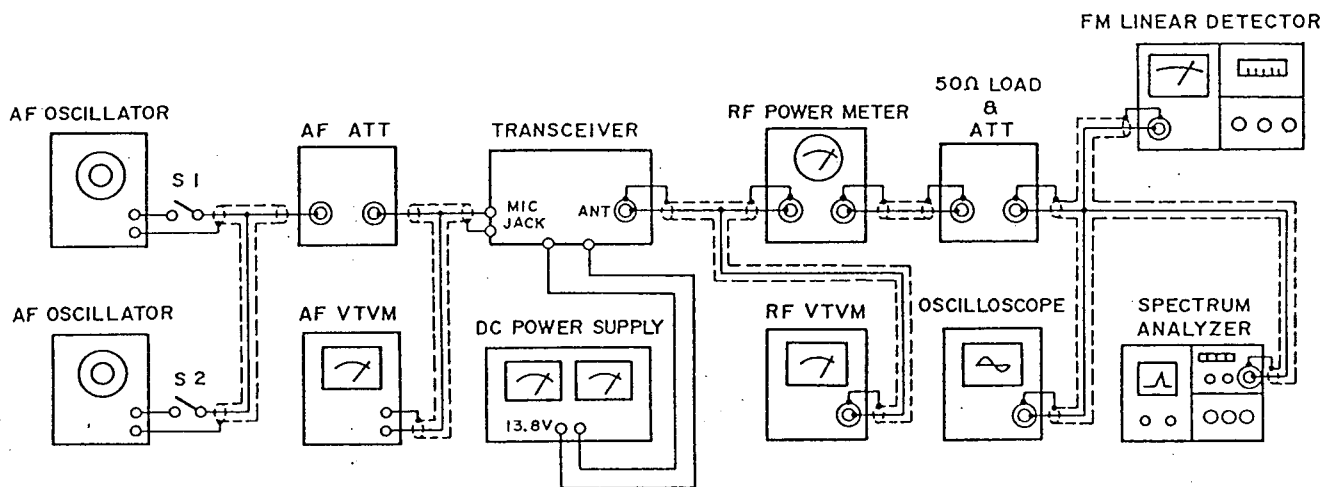 FM LINEAR DETECTOR
50Ω LOAD
&
ATT
AF OSCILLATOR
S1
AF ATT
TRANSCEIVER
MIC
JACK
ANT
RF POWER METER
AF OSCILLATOR
S2
AF VTVM
DC POWER SUPPLY
13.8V
RF VTVM
OSCILLOSCOPE
SPECTRUM
ANALYZER